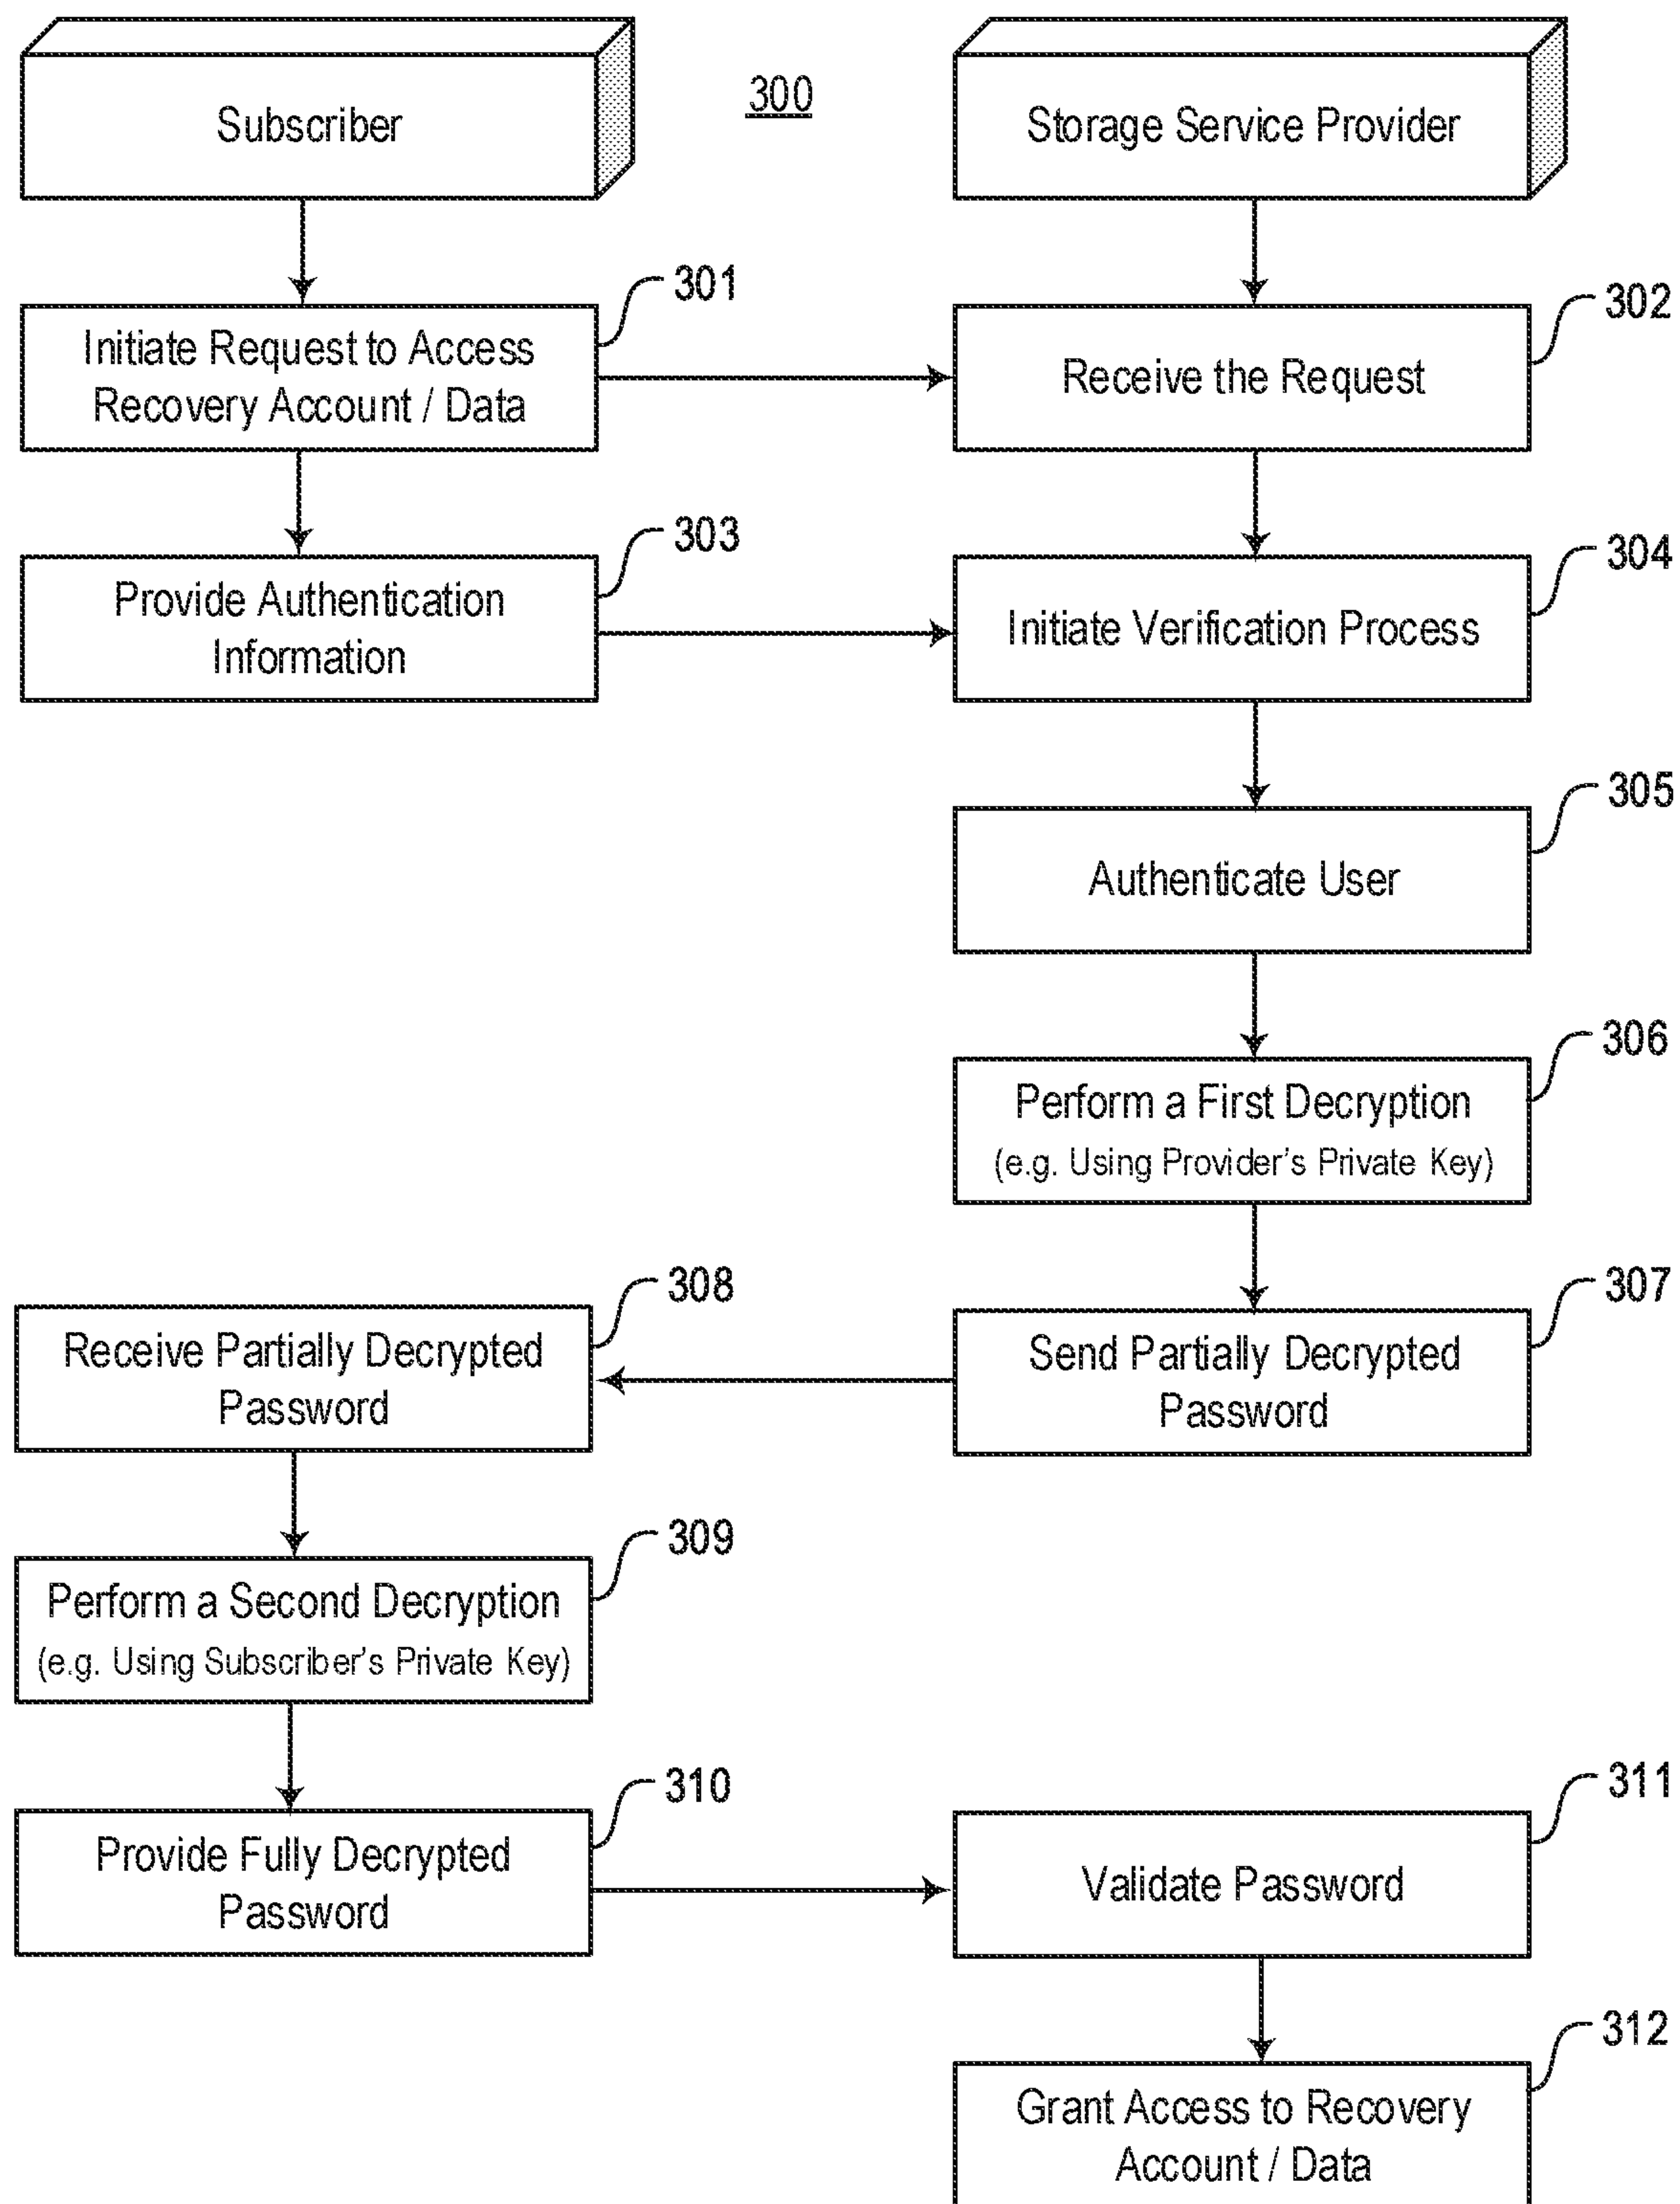 Subscriber
300
Storage Service Provider
301
Initiate Request to Access
Recovery Account / Data
302
Receive the Request
303
Provide Authentication
Information
304
Initiate Verification Process
305
Authenticate User
306
Perform a First Decryption
(e.g. Using Provider's Private Key)
307
Send Partially Decrypted
Password
308
Receive Partially Decrypted
Password
309
Perform a Second Decryption
(e.g. Using Subscriber's Private Key)
310
Provide Fully Decrypted
Password
311
Validate Password
312
Grant Access to Recovery
Account / Data